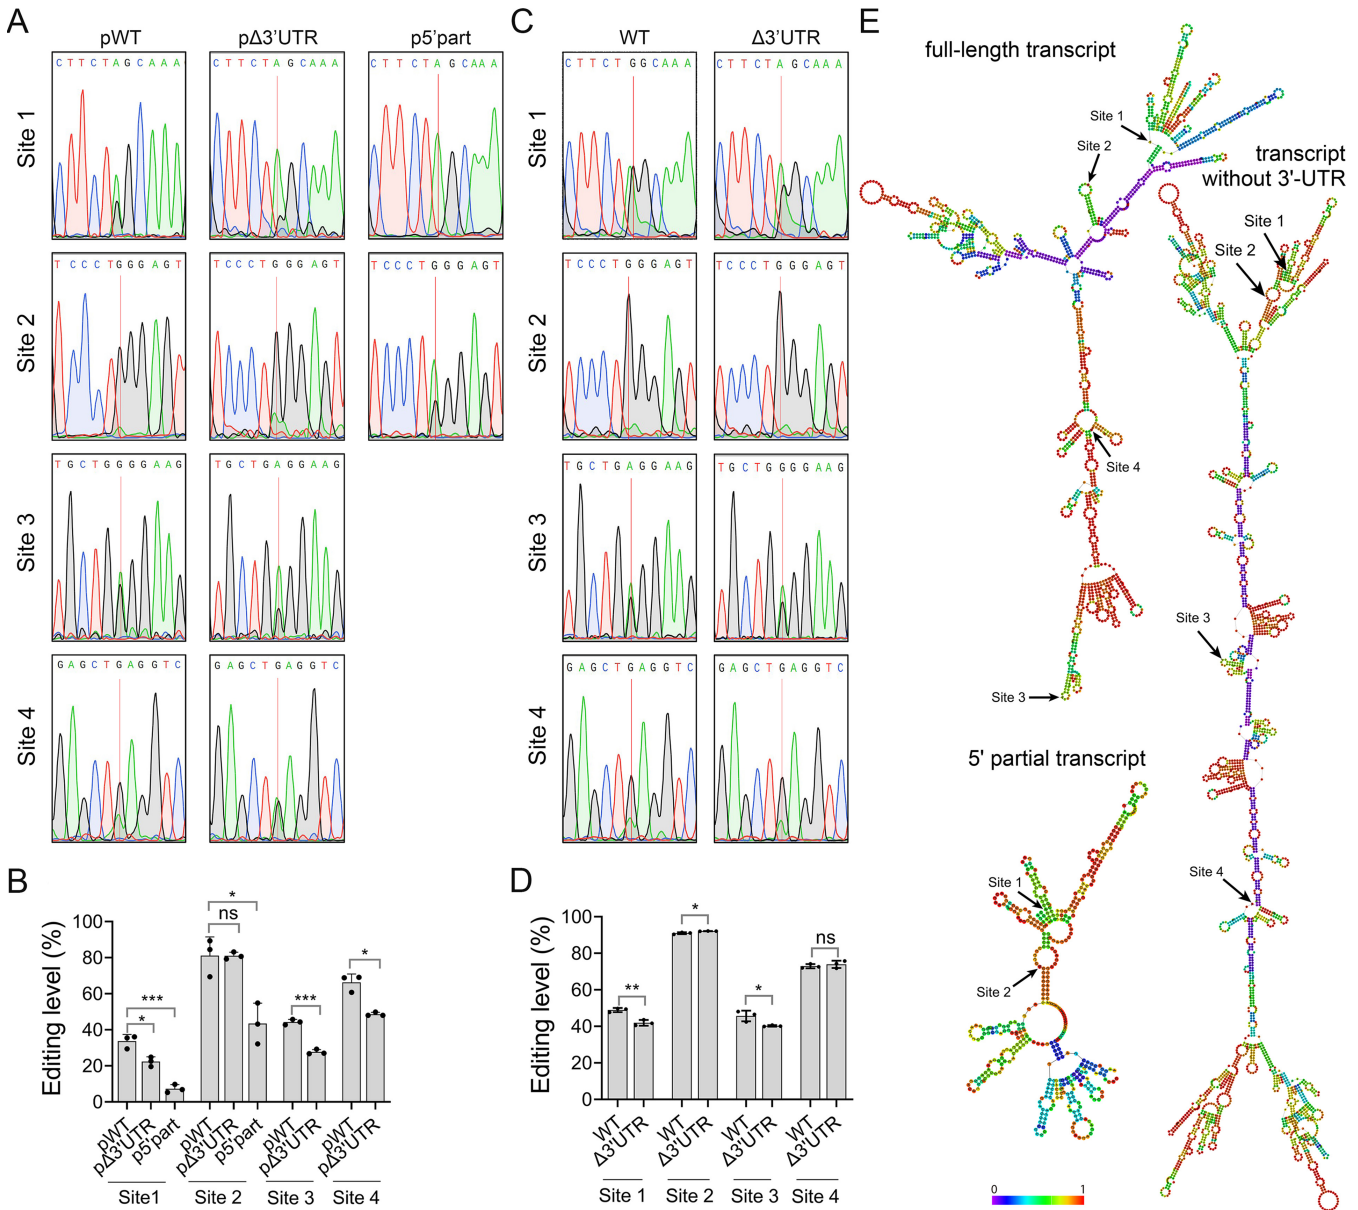 A
pWT
pΔ3'UTR
p5'part
Site 1
CTTCTAGCAAA
CTTCTAGCAAA
CTTCTAGCAAA
Site 2
TCCCTGGGAGT
TCCCTGGGAGT
TCCCTGGGAGT
Site 3
TGCTGGGGAAG
TGCTGAGGAAG
Site 4
GAGCTGAGGTC
GAGCTGAGGTC
B
Editing level (%)
100
80
60
40
20
0
***
*
*
ns
***
*
pWT
pΔ3'UTR
p5'part
pWT
pΔ3'UTR
p5'part
pWT
pΔ3'UTR
pWT
pΔ3'UTR
Site1
Site 2
Site 3
Site 4
C
WT
Δ3'UTR
Site 1
CTTCTGGCAAA
CTTCTAGCAAA
Site 2
TCCCTGGGAGT
TCCCTGGGAGT
Site 3
TGCTGAGGAAG
TGCTGGGGAAG
Site 4
GAGCTGAGGTC
GAGCTGAGGTC
D
Editing level (%)
100
80
60
40
20
0
**
*
*
ns
WT
Δ3'UTR
WT
Δ3'UTR
WT
Δ3'UTR
WT
Δ3'UTR
Site 1
Site 2
Site 3
Site 4
E
full-length transcript
Site 1
Site 2
Site 4
Site 3
transcript
without 3'-UTR
Site 1
Site 2
Site 3
Site 4
5' partial transcript
Site 1
Site 2
0
1